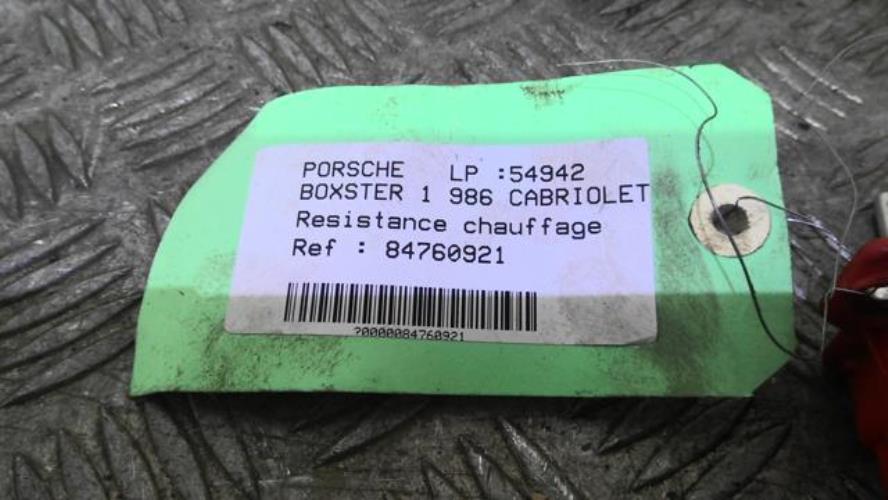 PORSCHE LP :54942
BOXSTER 1 986 CABRIOLET
Resistance chauffage
Ref : 84760921
?0000084760921